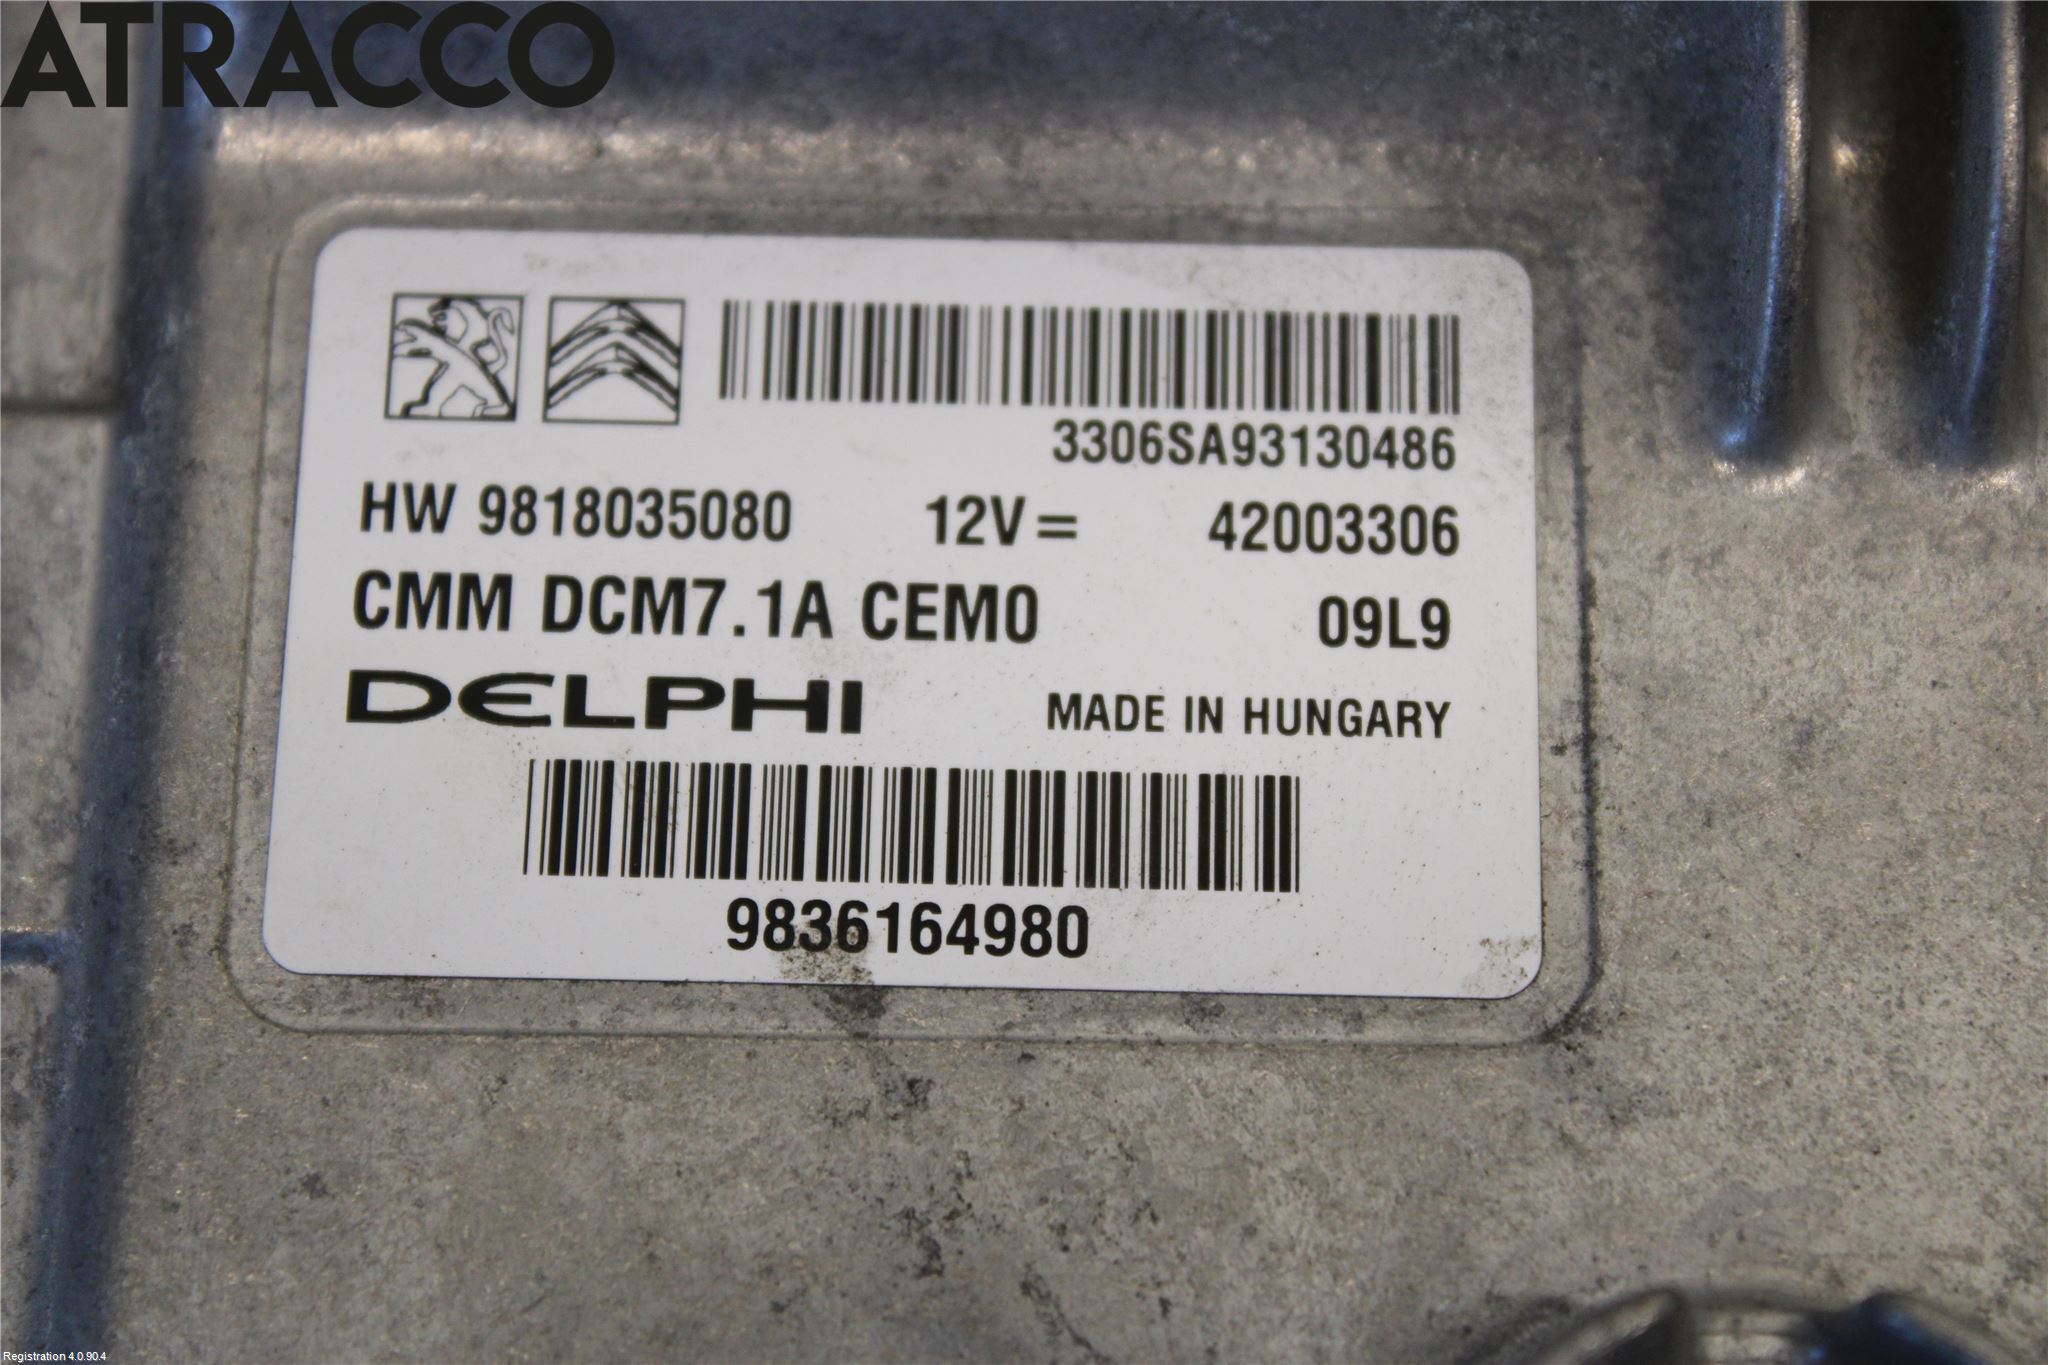 ATRACCO
3306SA93130486
HW 9818035080 12V= 42003306
CMM DCM7.1A CEM0 09L9
DELPHI MADE IN HUNGARY
9836164980
Registration 4.0.90.4